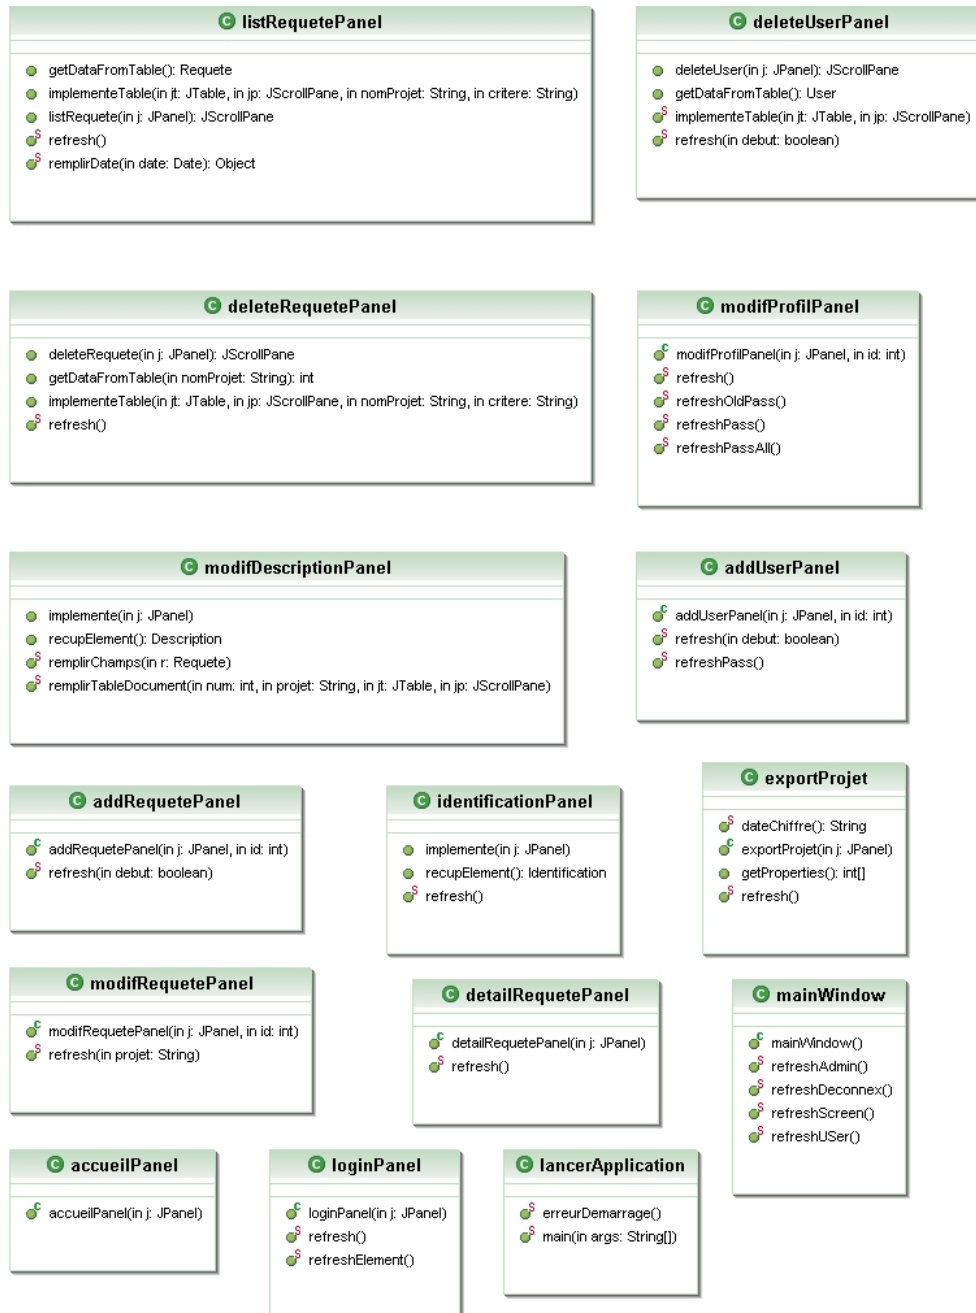 listRequetePanel
getDataFromTable(): Requete
implementeTable(in jt: JTable, in jp: JScrollPane, in nomProjet: String, in critere: String)
listRequete(in j: JPanel): JScrollPane
refresh()
remplirDate(in date: Date): Object
deleteUserPanel
deleteUser(in j: JPanel): JScrollPane
getDataFromTable(): User
implementeTable(in jt: JTable, in jp: JScrollPane)
refresh(in debut: boolean)
deleteRequetePanel
deleteRequete(in j: JPanel): JScrollPane
getDataFromTable(in nomProjet: String): int
implementeTable(in jt: JTable, in jp: JScrollPane, in nomProjet: String, in critere: String)
refresh()
modifProfilPanel
modifProfilPanel(in j: JPanel, in id: int)
refresh()
refreshOldPass()
refreshPass()
refreshPassAll()
modifDescriptionPanel
implemente(in j: JPanel)
recupElement(): Description
remplirChamps(in r: Requete)
remplirTableDocument(in num: int, in projet: String, in jt: JTable, in jp: JScrollPane)
addUserPanel
addUserPanel(in j: JPanel, in id: int)
refresh(in debut: boolean)
refreshPass()
addRequetePanel
addRequetePanel(in j: JPanel, in id: int)
refresh(in debut: boolean)
identificationPanel
implemente(in j: JPanel)
recupElement(): Identification
refresh()
exportProjet
dateChiffre(): String
exportProjet(in j: JPanel)
getProperties(): int[]
refresh()
modifRequetePanel
modifRequetePanel(in j: JPanel, in id: int)
refresh(in projet: String)
detailRequetePanel
detailRequetePanel(in j: JPanel)
refresh()
mainWindow
mainWindow()
refreshAdmin()
refreshDeconnex()
refreshScreen()
refreshUSer()
accueilPanel
accueilPanel(in j: JPanel)
loginPanel
loginPanel(in j: JPanel)
refresh()
refreshElement()
lancerApplication
erreurDemarrage()
main(in args: String[])